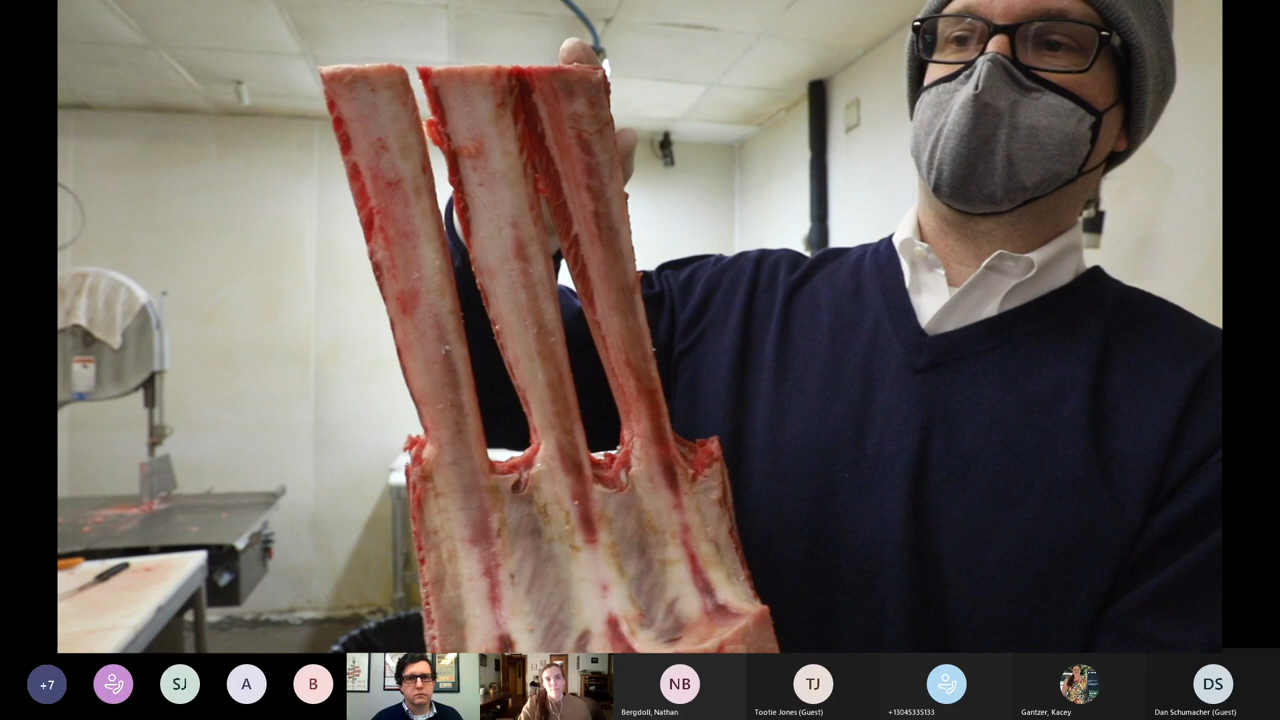 +7
SJ
A
B
NB
Bergdoll, Nathan
TJ
Tootie Jones (Guest)
+13045335133
Gantzer, Kacey
DS
Dan Schumacher (Guest)